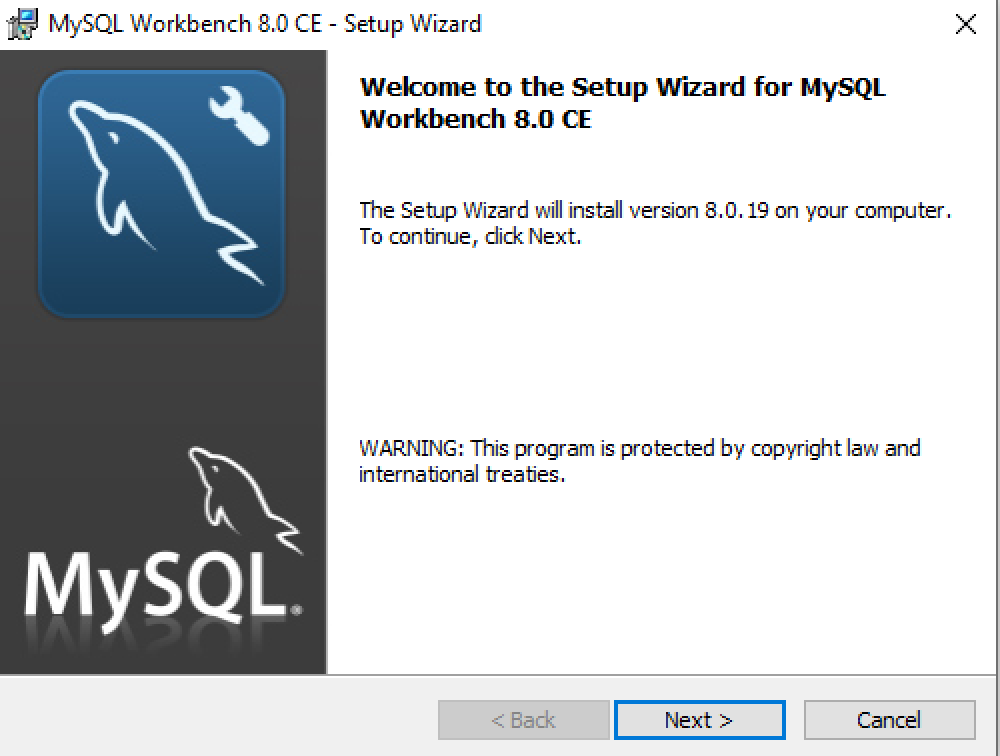 MySQL Workbench 8.0 CE - Setup Wizard
Welcome to the Setup Wizard for MySQL
Workbench 8.0 CE
The Setup Wizard will install version 8.0.19 on your computer.
To continue, click Next.
WARNING: This program is protected by copyright law and
international treaties.
MySQL®
< Back
Next >
Cancel